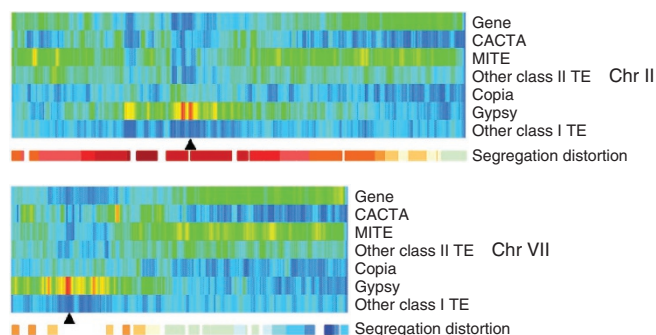 Gene
CACTA
MITE
Other class II TE Chr II
Copia
Gypsy
Other class I TE
Segregation distortion
Gene
CACTA
MITE
Other class II TE Chr VII
Copia
Gypsy
Other class I TE
Segregation distortion